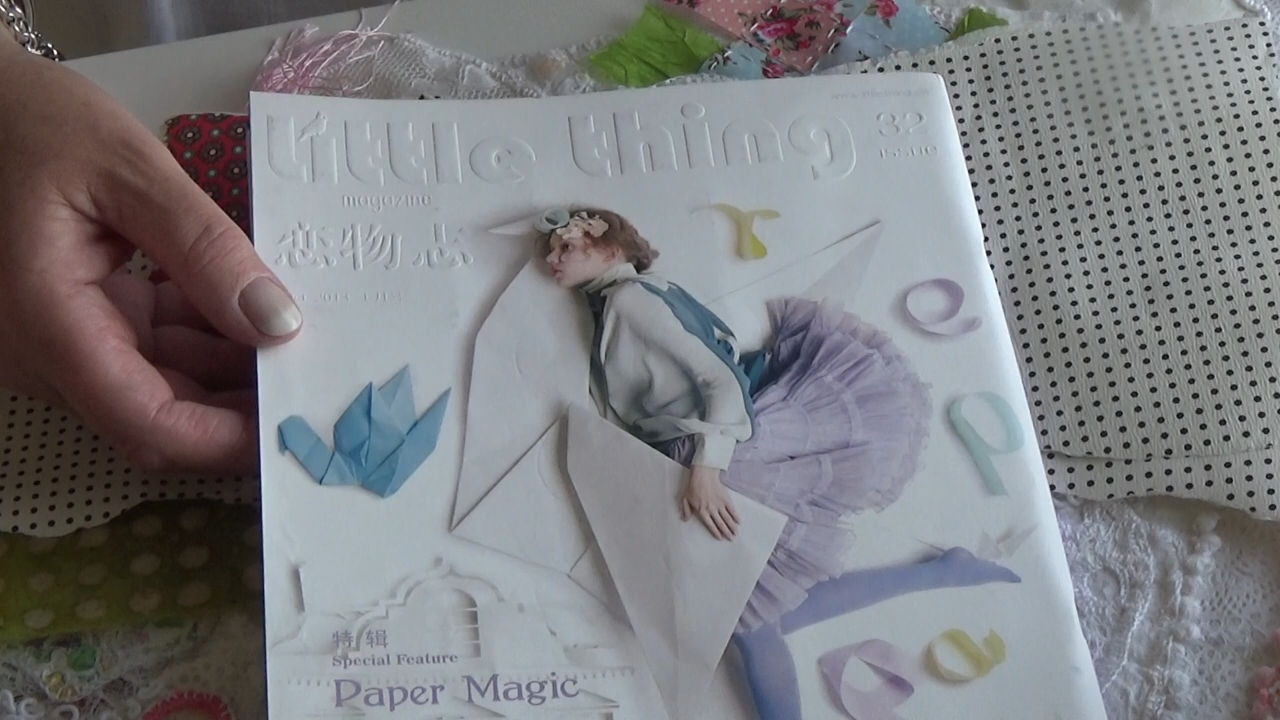 little thing
32
ISSUE
magazine
恋物志
特辑
Special Feature
Paper Magic
r
e
p
a